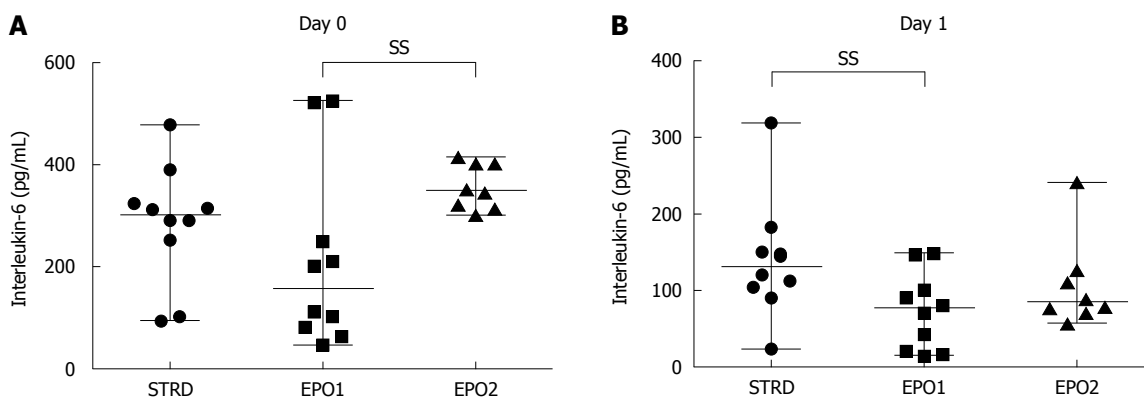 A
Day 0
SS
600
400
200
0
Interleukin-6 (pg/mL)
STRD
EPO1
EPO2
B
Day 1
SS
400
300
200
100
0
Interleukin-6 (pg/mL)
STRD
EPO1
EPO2